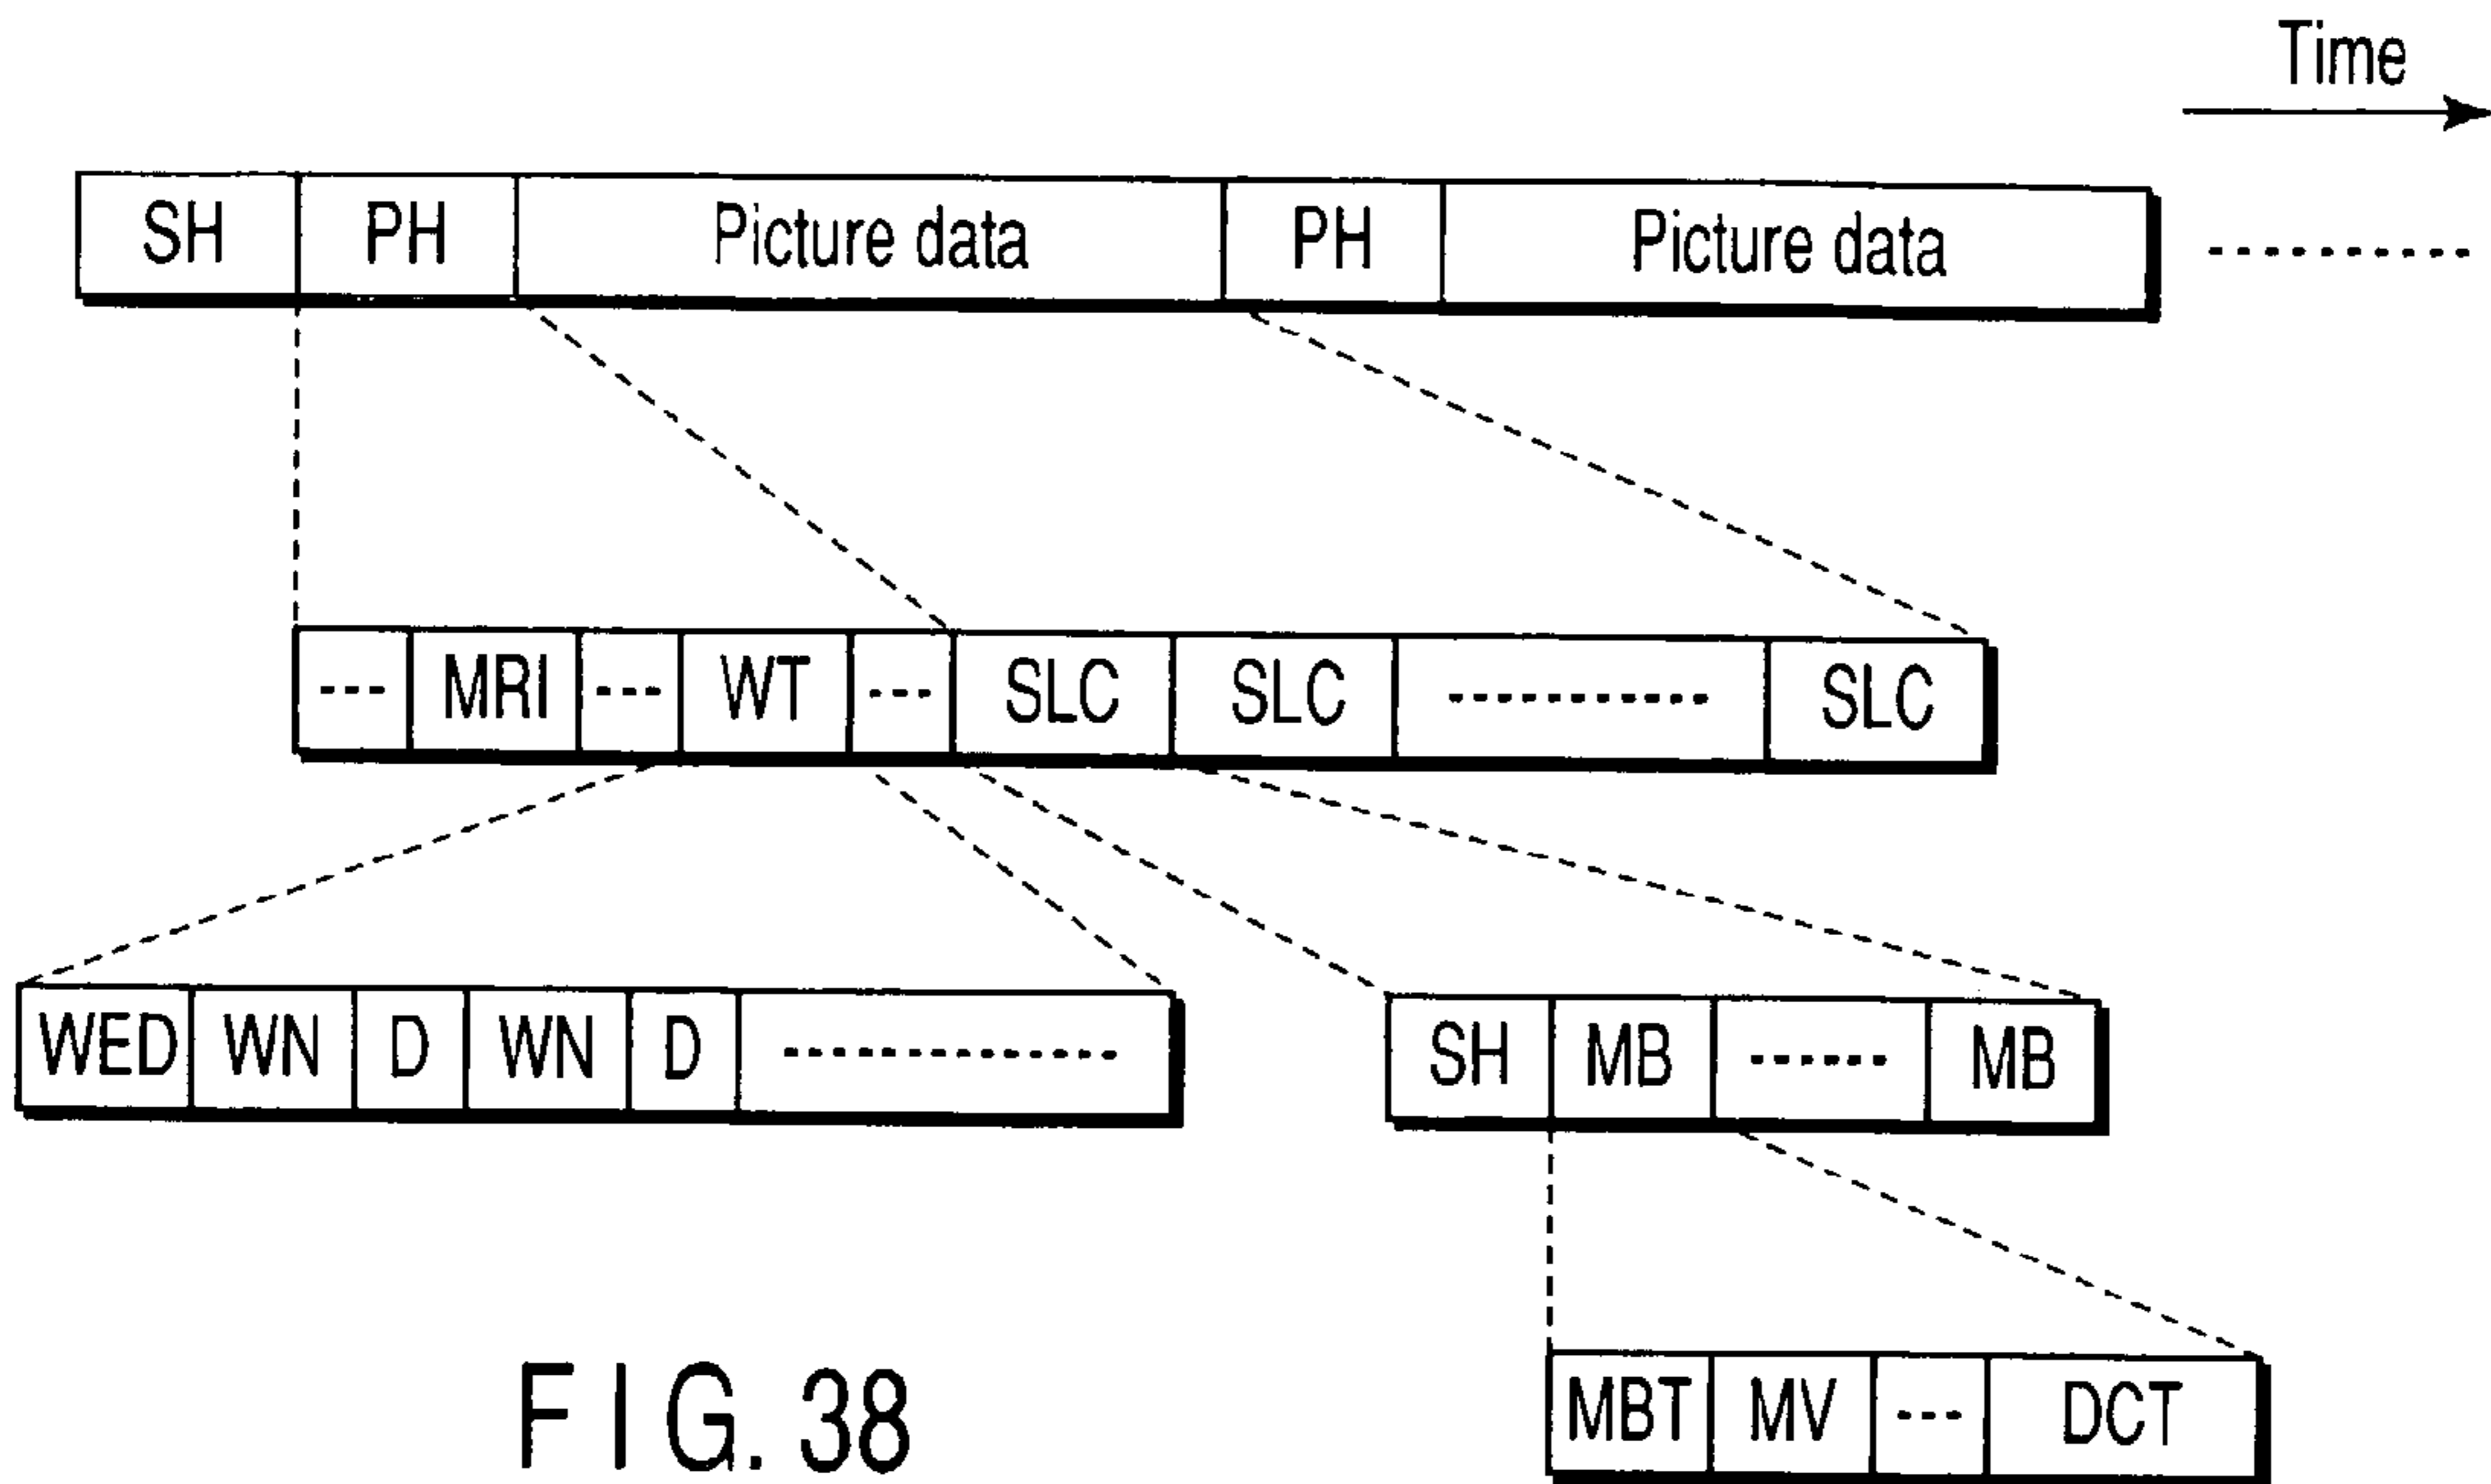 Time
SH PH Picture data PH Picture data ----------
--- MRI --- WT --- SLC SLC ----------- SLC
WED WN D WN D --------------
SH MB ------ MB
MBT MV --- DCT
FIG. 38